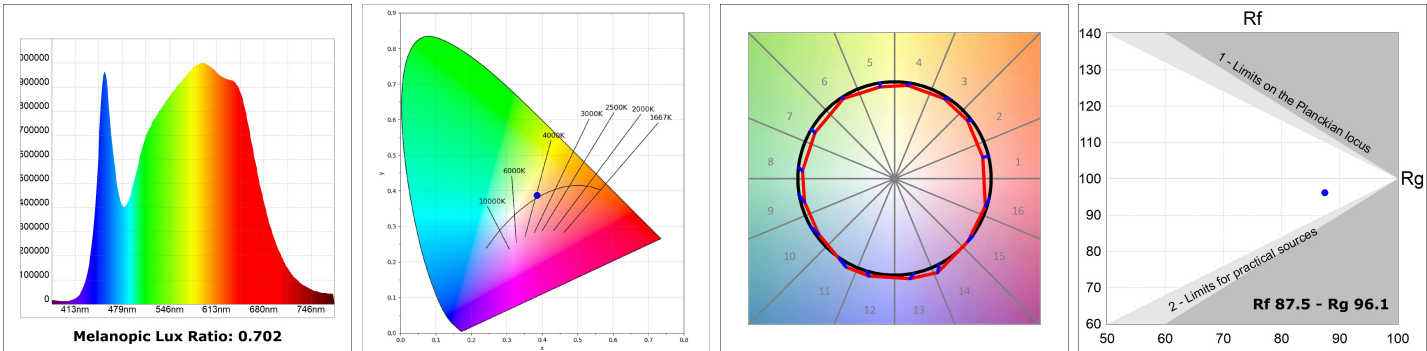 000000
900000
800000
700000
600000
500000
400000
300000
200000
100000
0
413nm 479nm 546nm 613nm 680nm 746nm
Melanopic Lux Ratio: 0.702
0.9
0.8
0.7
0.6
0.5
0.4
0.3
0.2
0.1
0.0
y
10000K
6000K
4000K
3000K
2500K
2000K
1667K
0.0 0.1 0.2 0.3 0.4 0.5 0.6 0.7 0.8
x
5 4
6 3
7 2
8 1
9 16
10 15
11 14
12 13
Rf
140
130
120
110
100
90
80
70
60
1 - Limits on the Planckian locus
Rg
2 - Limits for practical sources
Rf 87.5 - Rg 96.1
50 60 70 80 90 100